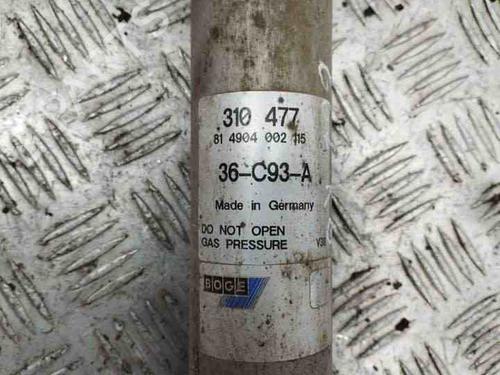 310 477
81 4904 002 115
36-C93-A
Made in Germany
DO NOT OPEN
GAS PRESSURE
BOGE